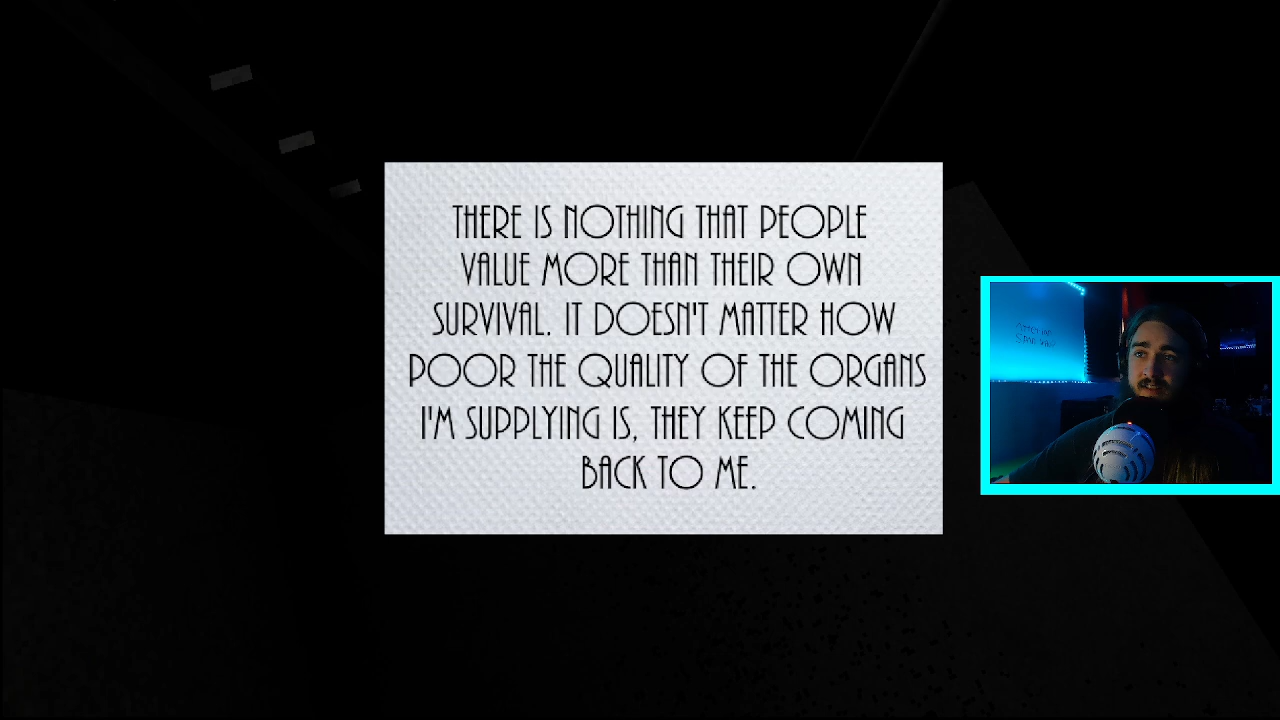 THERE IS NOTHING THAT PEOPLE
VALUE MORE THAN THEIR OWN
SURVIVAL. IT DOESN'T MATTER HOW
POOR THE QUALITY OF THE ORGANS
I'M SUPPLYING IS, THEY KEEP COMING
BACK TO ME.